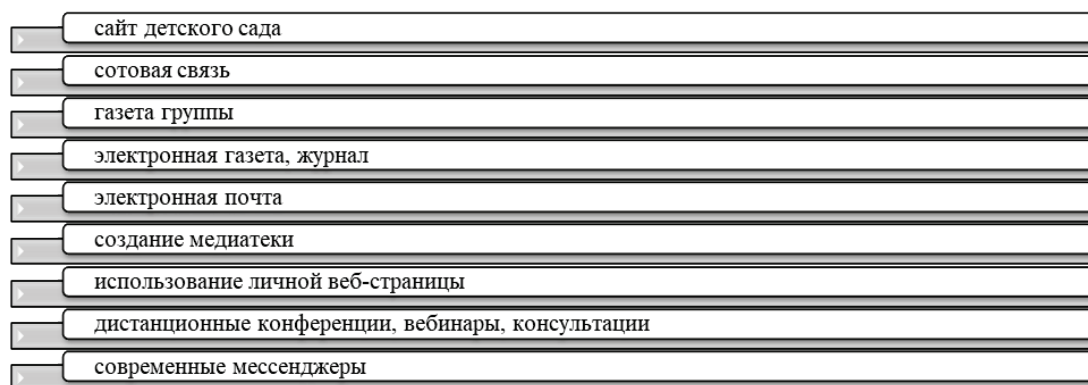 сайт детского сада
сотовая связь
газета группы
электронная газета, журнал
электронная почта
создание медиатеки
использование личной веб-страницы
дистанционные конференции, вебинары, консультации
современные мессенджеры